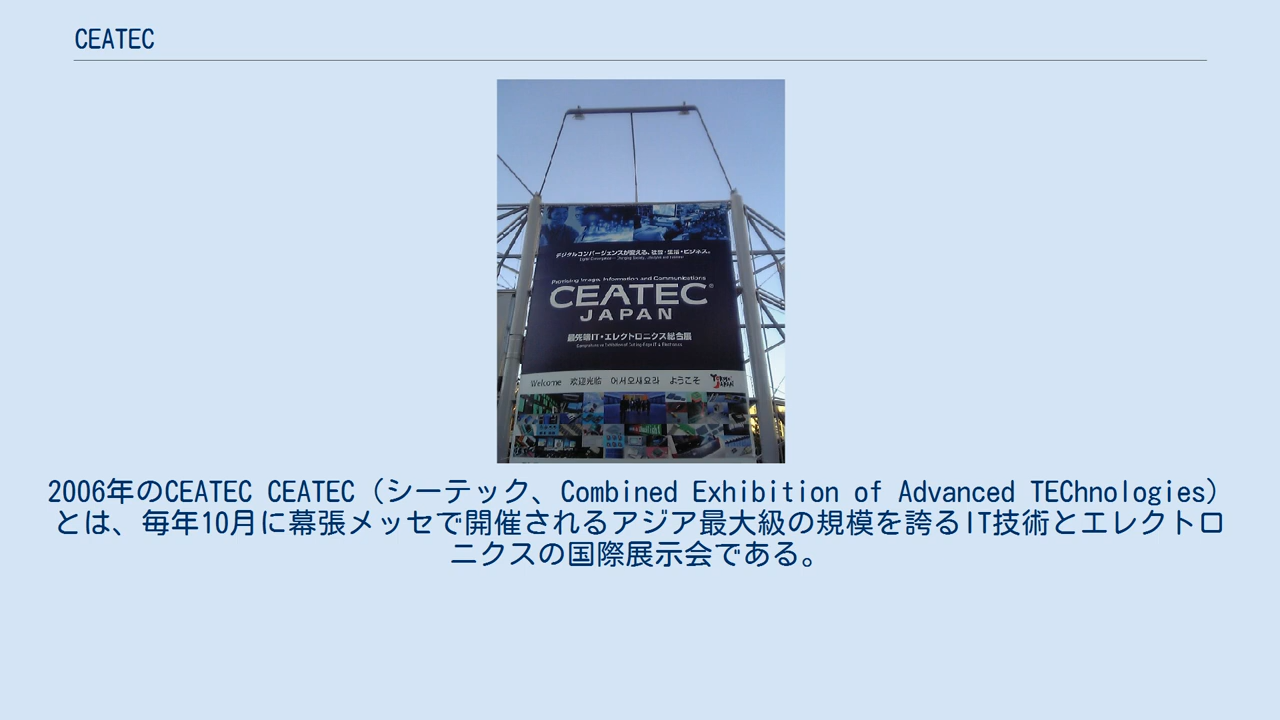 CEATEC
デジタルコンバージェンスが変える、社会・生活・ビジネス。
Promising Image, Information and Communications
CEATEC
JAPAN
最先端IT・エレクトロニクス総合展
Welcome 欢迎光临 어서오세요라 ようこそ
2006年のCEATEC CEATEC（シーテック、Combined Exhibition of Advanced TEChnologies）
とは、毎年10月に幕張メッセで開催されるアジア最大級の規模を誇るIT技術とエレクトロ
ニクスの国際展示会である。